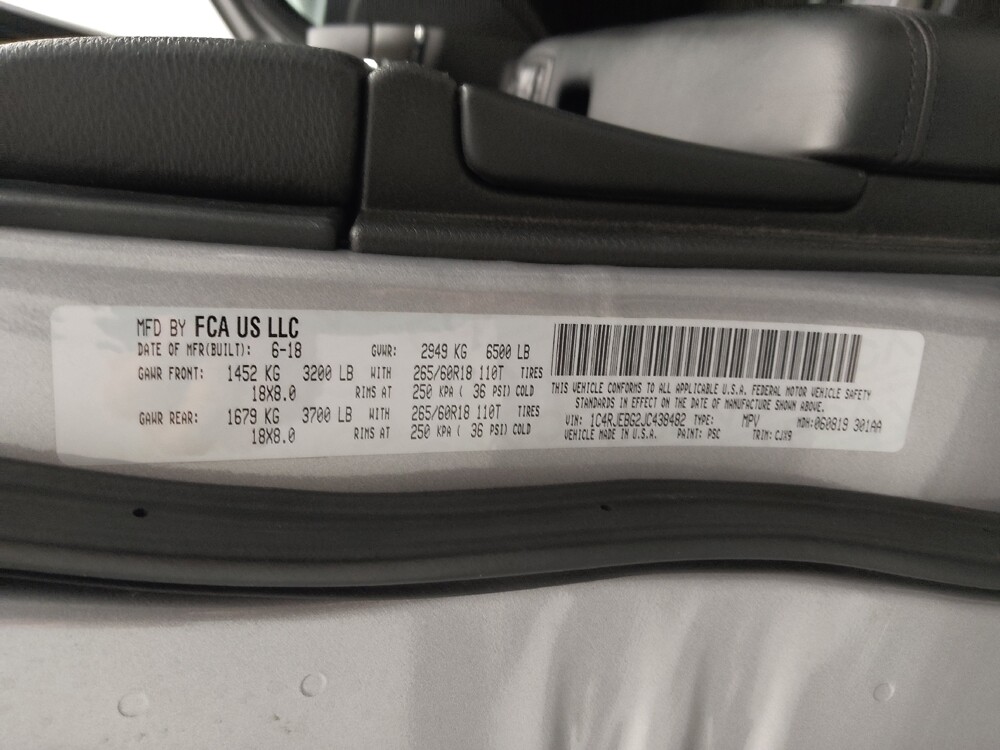 MFD BY FCA US LLC
DATE OF MFR(BUILT): 6-18 GVWR: 2949 KG 6500 LB
GAWR FRONT: 1452 KG 3200 LB WITH 265/60R18 110T TIRES
18X8.0 RIMS AT 250 KPA ( 36 PSI) COLD
GAWR REAR: 1679 KG 3700 LB WITH 265/60R18 110T TIRES
18X8.0 RIMS AT 250 KPA ( 36 PSI) COLD
THIS VEHICLE CONFORMS TO ALL APPLICABLE U.S.A. FEDERAL MOTOR VEHICLE SAFETY
STANDARDS IN EFFECT ON THE DATE OF MANUFACTURE SHOWN ABOVE.
VIN: 1C4RJEBG2JC438482 TYPE: MPV MDH:060819 301AA
VEHICLE MADE IN U.S.A. PAINT: PSC TRIM: CJX9